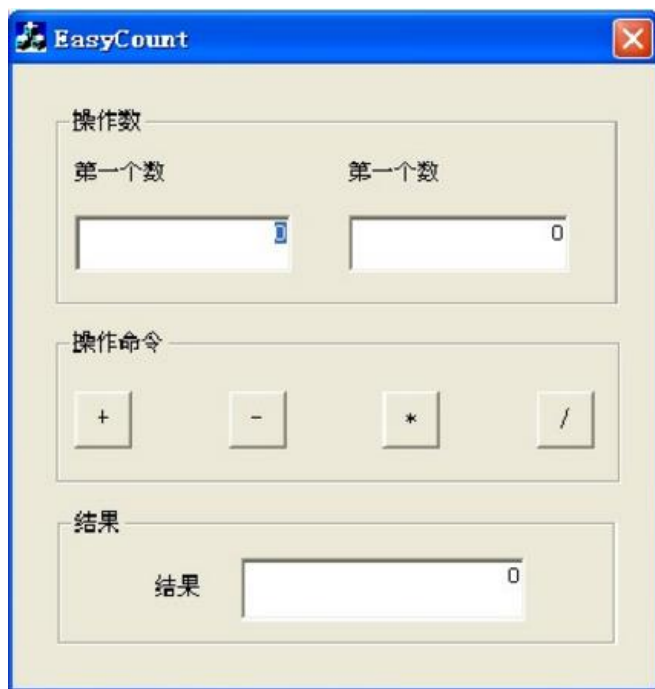 EasyCount
操作数
第一个数 第一个数
0 0
操作命令
+ - * /
结果
结果 0